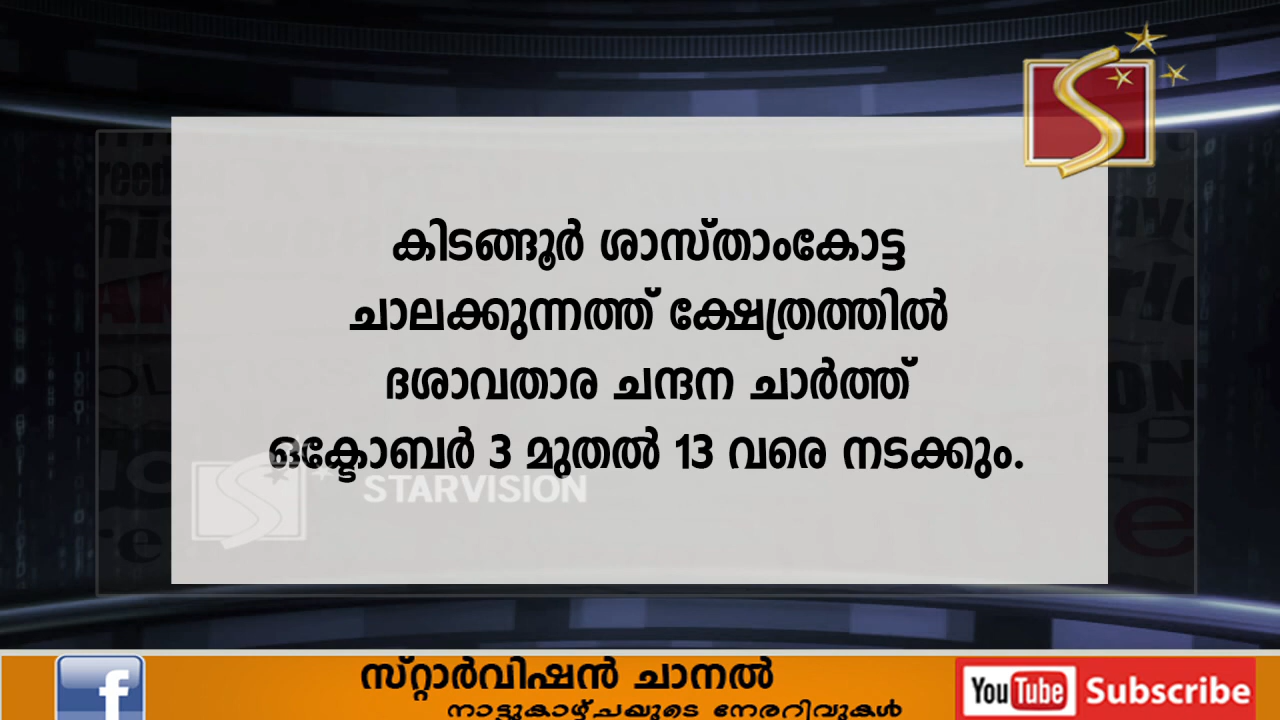 കിടങ്ങൂർ ശാസ്താംകോട്ട
ചാലക്കുന്നത്ത് ക്ഷേത്രത്തിൽ
ദശാവതാര ചന്ദന ചാർത്ത്
ഒക്ടോബർ 3 മുതൽ 13 വരെ നടക്കും.
STARVISION
സ്റ്റാർവിഷൻ ചാനൽ
നാട്ടുകാഴ്ചയുടെ നേരറിവുകൾ
YouTube Subscribe